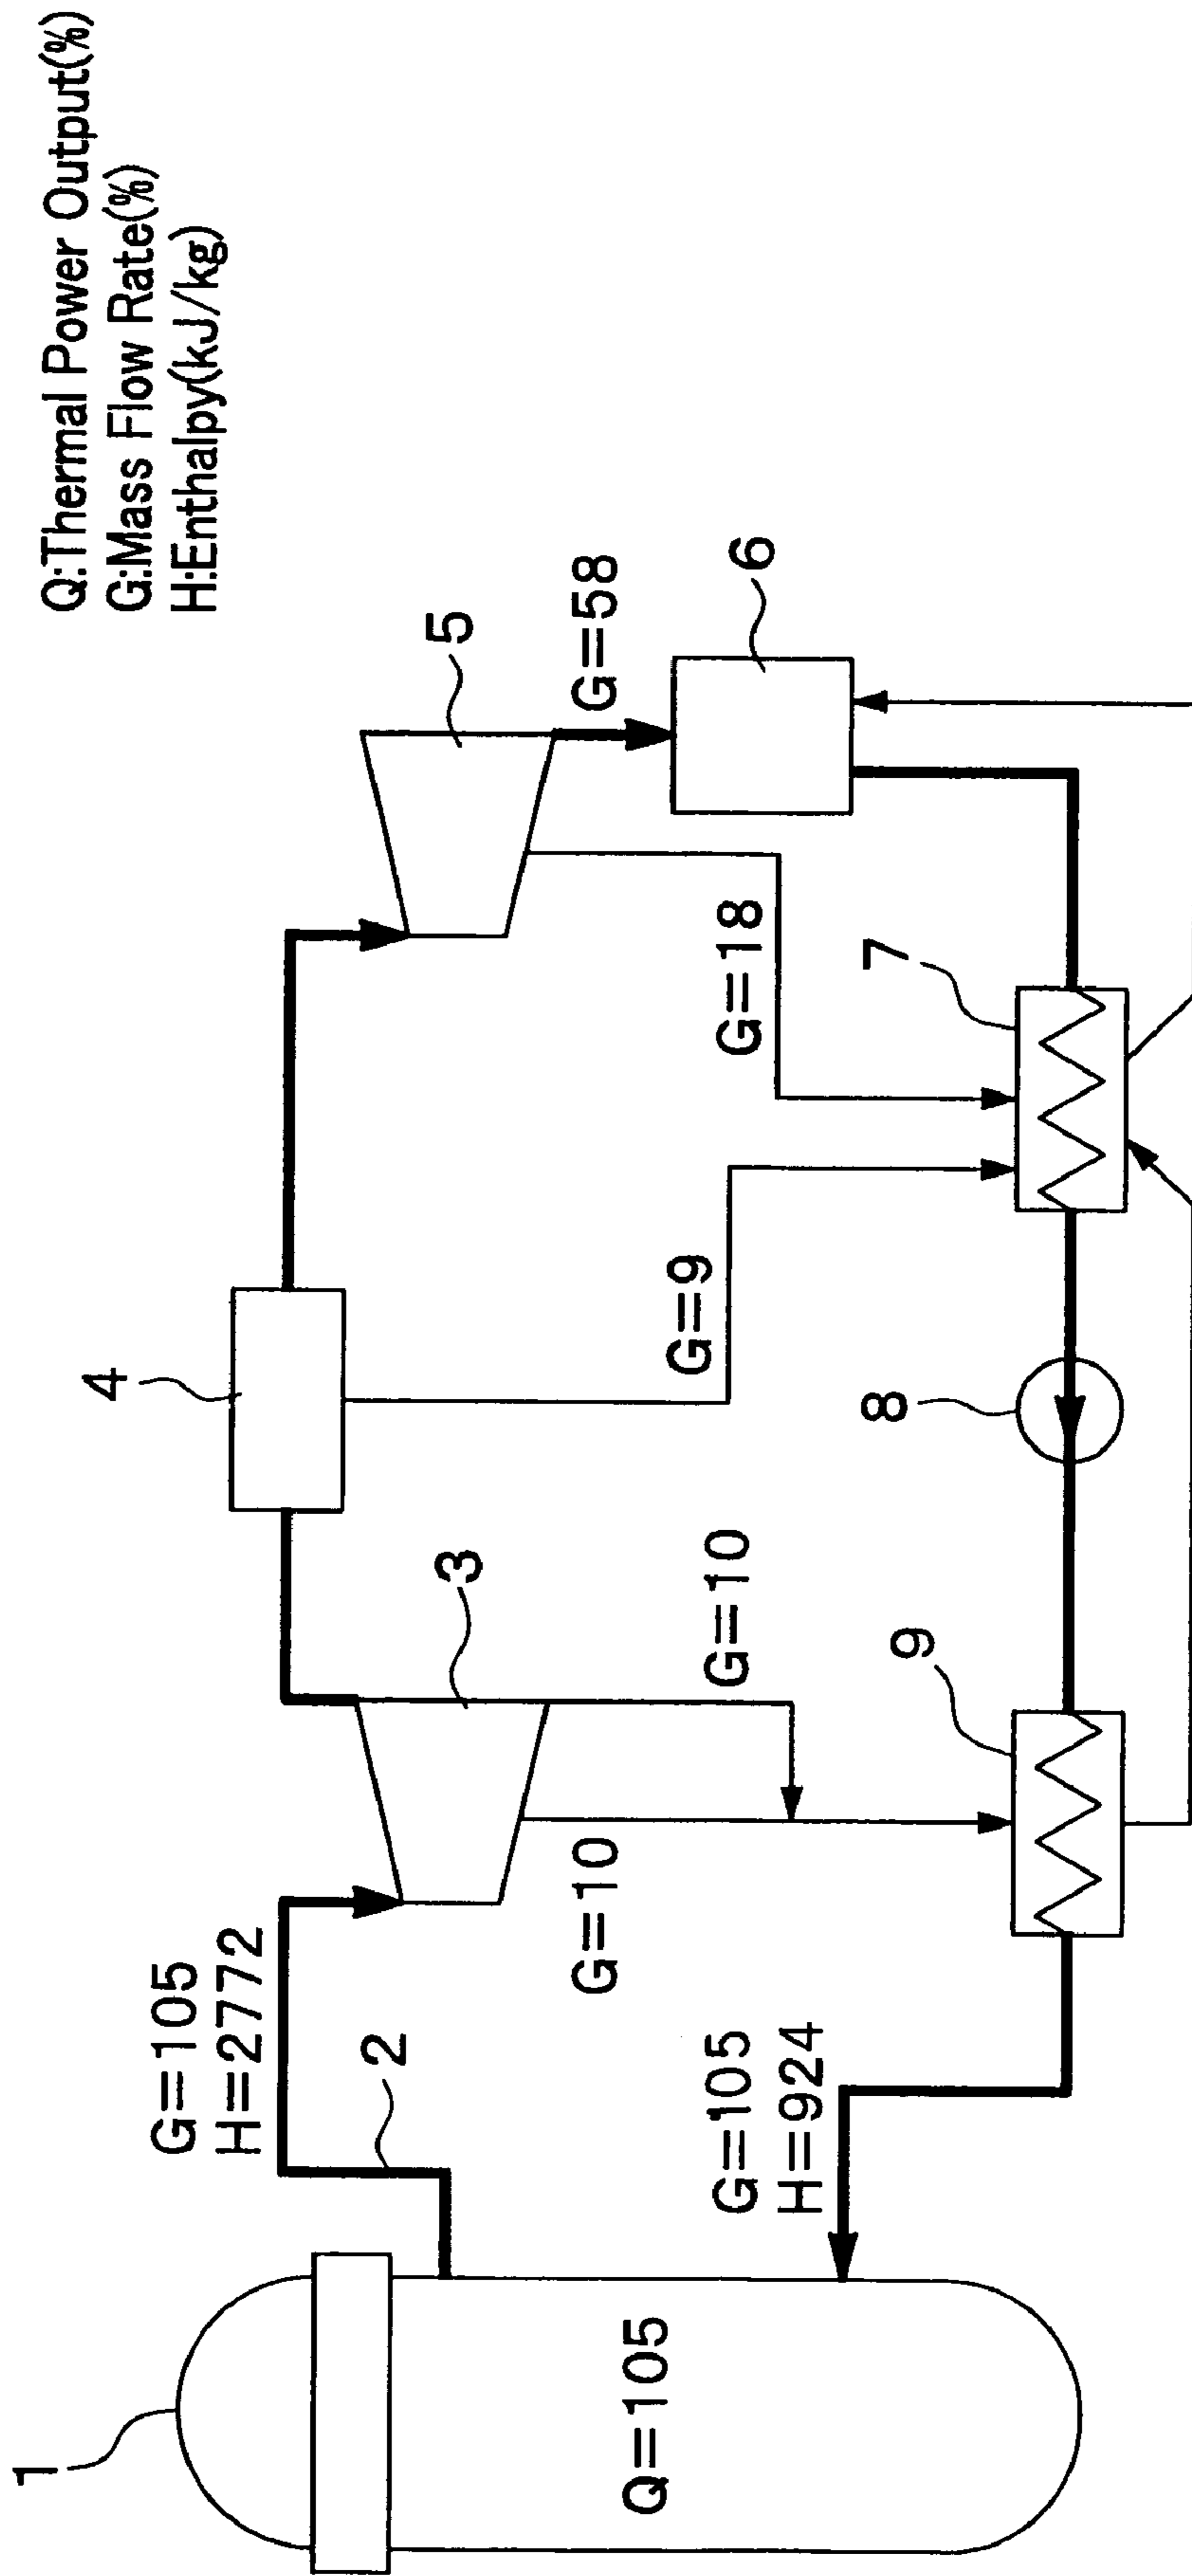 Q:Thermal Power Output(%)
G:Mass Flow Rate(%)
H:Enthalpy(kJ/kg)
1
Q=105
2
G=105
H=2772
3
G=10
G=10
4
G=9
5
G=58
6
G=18
7
8
9
G=105
H=924